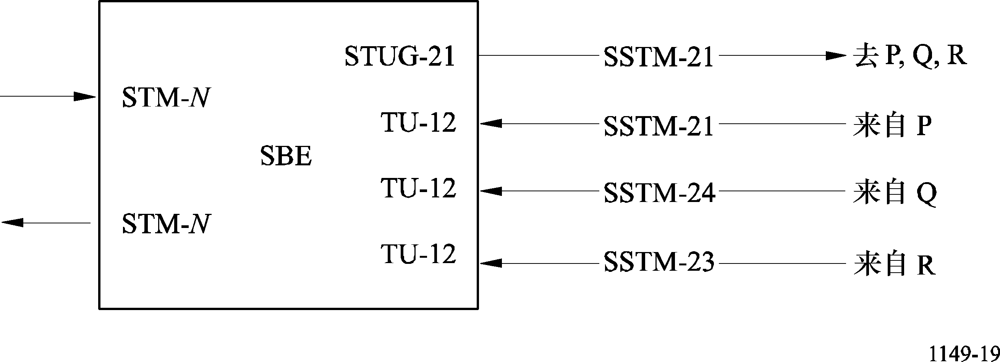 STUG-21 SSTM-21 去 P, Q, R
STM-N
TU-12 SSTM-21 来自 P
SBE
TU-12 SSTM-24 来自 Q
STM-N
TU-12 SSTM-23 来自 R
1149-19